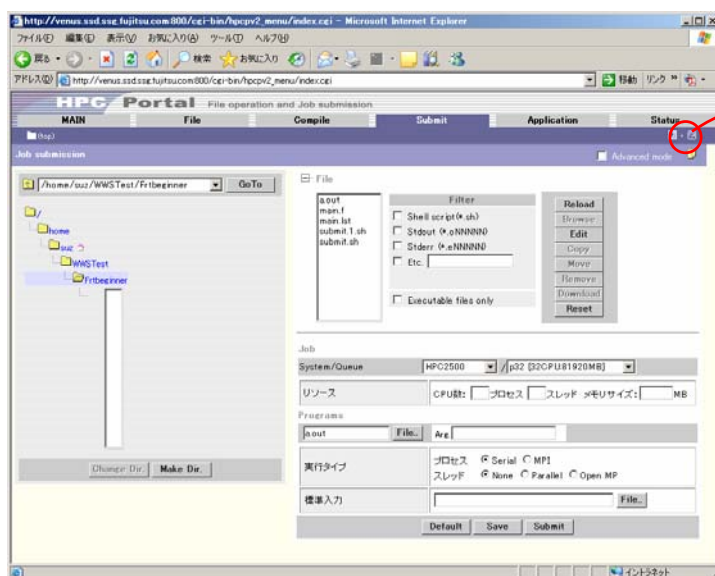 http://venus.ssd.ssg.fujitsu.com:800/cgi-bin/hpcpv2_menu/index.cgi - Microsoft Internet Explorer
ファイル(F) 編集(E) 表示(V) お気に入り(A) ツール(T) ヘルプ(H)
戻る 検索 お気に入り
アドレス(D) http://venus.ssd.ssg.fujitsu.com:800/cgi-bin/hpcpv2_menu/index.cgi 移動 リンク »
HPC Portal File operation and Job submission
MAIN File Compile Submit Application Status
(top)
Job submission Advanced mode
/home/suz/WWSTest/Frtbeginner GoTo
/
home
suz
WWSTest
Frtbeginner
Change Dir. Make Dir.
File
a.out
main.f
main.lst
submit.1.sh
submit.sh
Filter
Shell script(*.sh)
Stdout (*.oNNNNN)
Stderr (*.eNNNNN)
Etc.
Executable files only
Reload
Browse
Edit
Copy
Move
Remove
Download
Reset
Job
System/Queue HPC2500 / p32 [32CPU:81920MB]
リソース CPU数: プロセス スレッド メモリサイズ: MB
Programs
a.out File.. Arg
実行タイプ プロセス Serial MPI
スレッド None Parallel Open MP
標準入力 File..
Default Save Submit
イントラネット